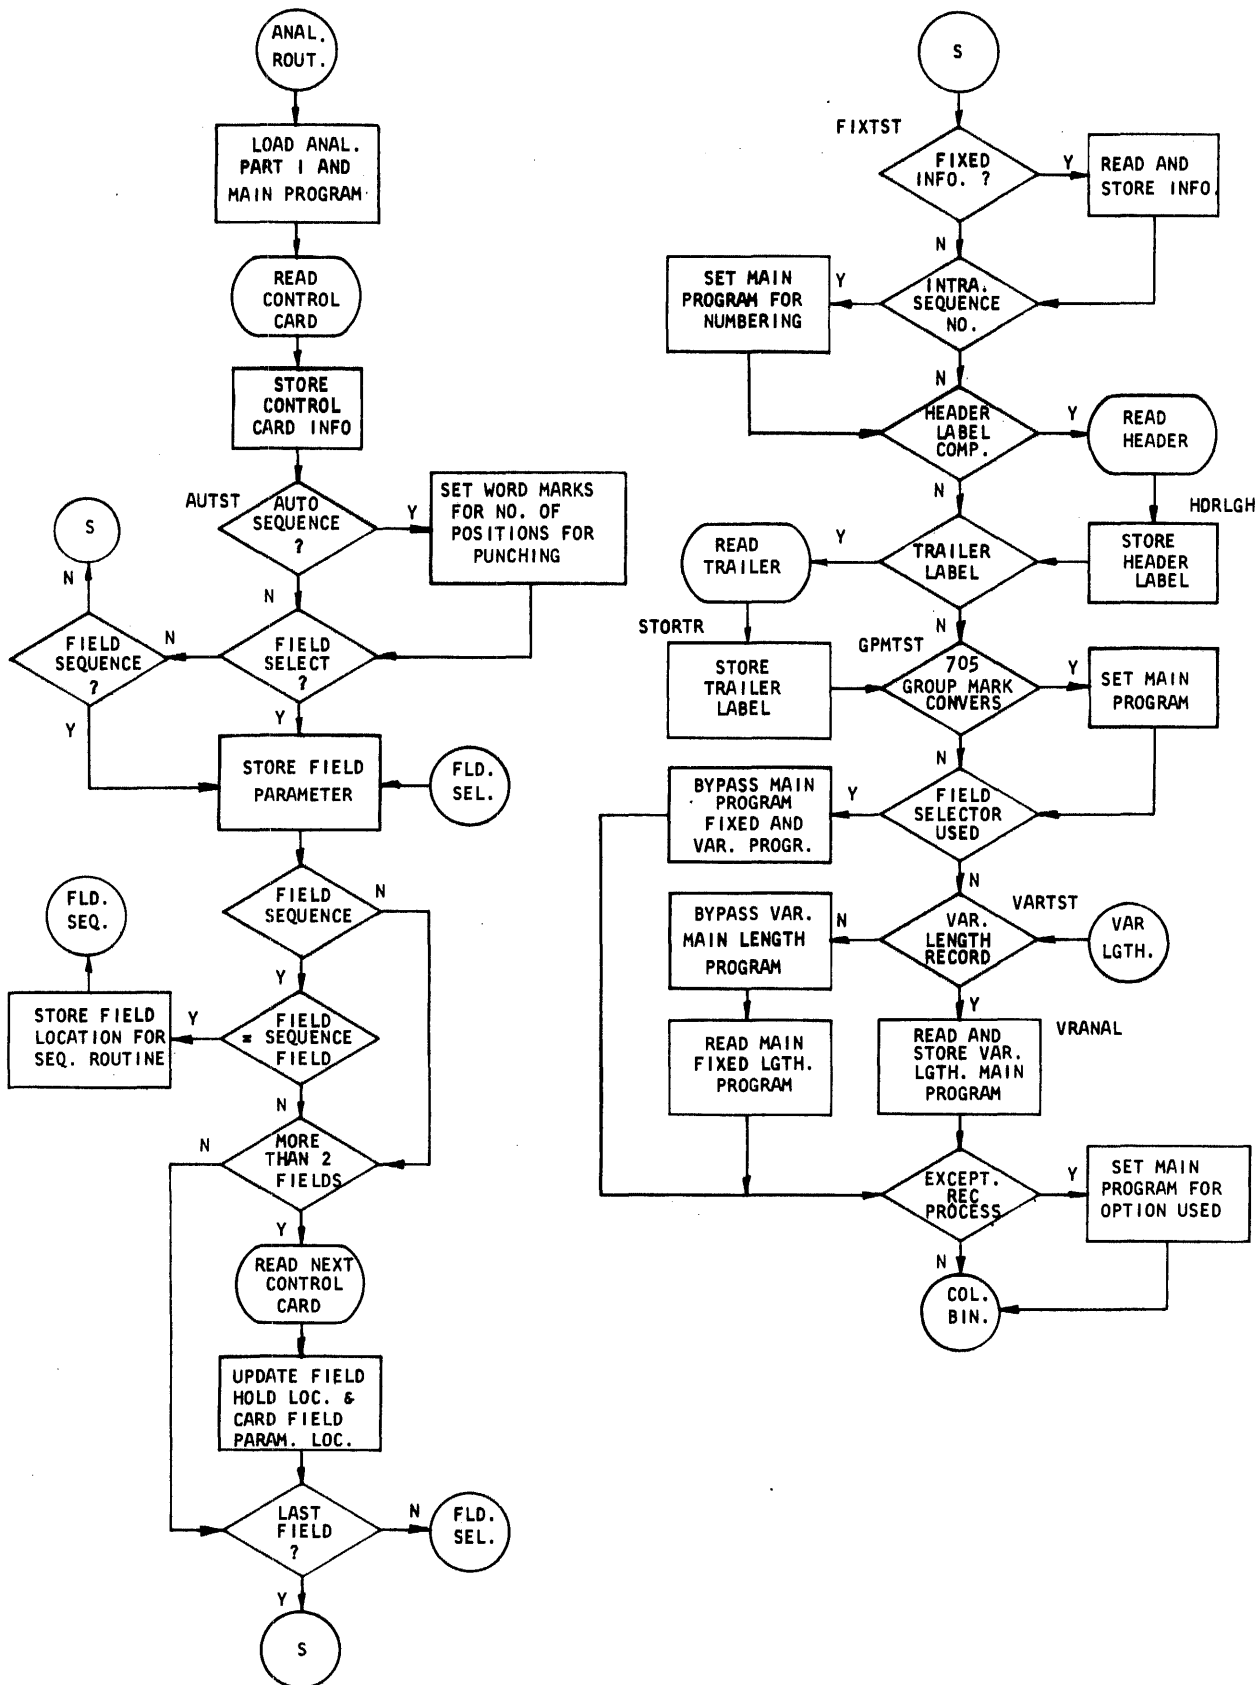 ANAL.
ROUT.
LOAD ANAL.
PART I AND
MAIN PROGRAM
READ
CONTROL
CARD
STORE
CONTROL
CARD INFO
AUTST
AUTO
SEQUENCE
?
Y
SET WORD MARKS
FOR NO. OF
POSITIONS FOR
PUNCHING
N
S
N
FIELD
SEQUENCE
?
N
FIELD
SELECT
?
Y
Y
STORE FIELD
PARAMETER
FLD.
SEL.
FIELD
SEQUENCE
N
FLD.
SEQ.
Y
STORE FIELD
LOCATION FOR
SEQ. ROUTINE
Y
FIELD
= SEQUENCE
FIELD
N
N
MORE
THAN 2
FIELDS
Y
READ NEXT
CONTROL
CARD
UPDATE FIELD
HOLD LOC. &
CARD FIELD
PARAM. LOC.
LAST
FIELD
?
N
FLD.
SEL.
Y
S
S
FIXTST
FIXED
INFO. ?
Y
READ AND
STORE INFO.
N
SET MAIN
PROGRAM FOR
NUMBERING
Y
INTRA.
SEQUENCE
NO.
N
HEADER
LABEL
COMP.
Y
READ
HEADER
N
HDRLGH
READ
TRAILER
Y
TRAILER
LABEL
STORE
HEADER
LABEL
STORTR
N
GPMTST
STORE
TRAILER
LABEL
705
GROUP MARK
CONVERS
Y
SET MAIN
PROGRAM
N
BYPASS MAIN
PROGRAM
FIXED AND
VAR. PROGR.
Y
FIELD
SELECTOR
USED
N
VARTST
BYPASS VAR.
MAIN LENGTH
PROGRAM
N
VAR.
LENGTH
RECORD
VAR
LGTH.
Y
VRANAL
READ MAIN
FIXED LGTH.
PROGRAM
READ AND
STORE VAR.
LGTH. MAIN
PROGRAM
EXCEPT.
REC
PROCESS
Y
SET MAIN
PROGRAM FOR
OPTION USED
N
COL.
BIN.